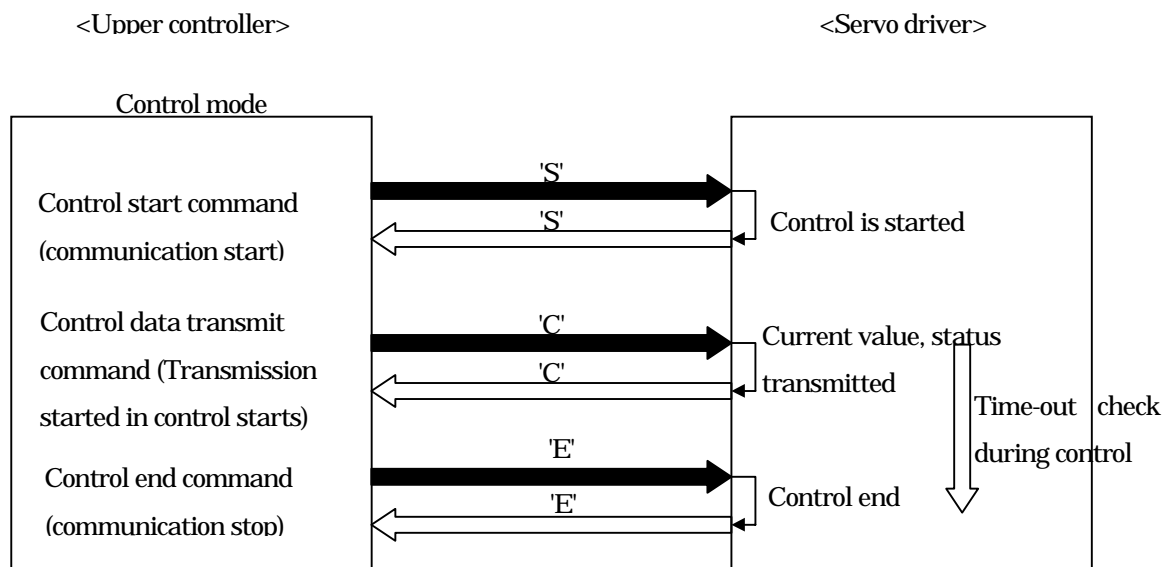 <Upper controller>
<Servo driver>
Control mode
'S'
Control start command
(communication start)
'S'
Control is started
Control data transmit
command (Transmission
started in control starts)
'C'
'C'
Current value, status
transmitted
Time-out check
during control
'E'
Control end command
(communication stop)
'E'
Control end